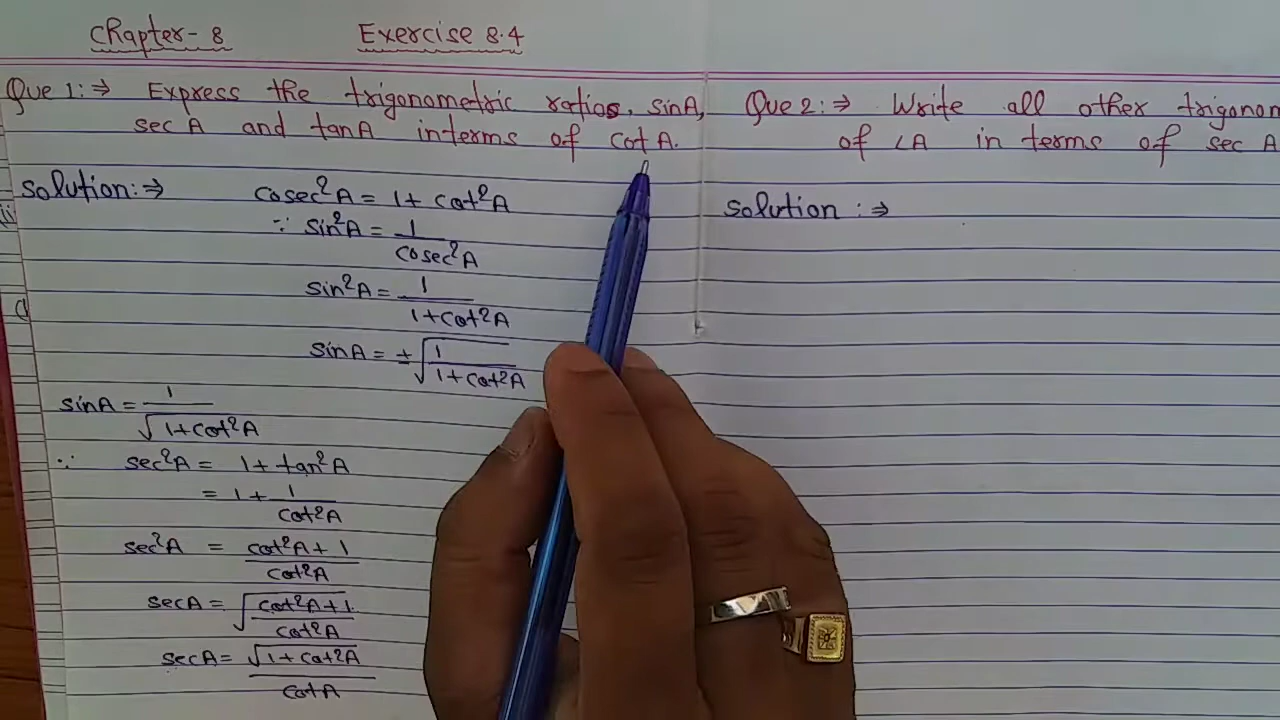 Chapter-8 Exercise 8.4
Que 1:⇒ Express the trigonometric ratios, sinA,
sec A and tanA interms of cot A.
Solution:⇒ cosec²A = 1 + cot²A
∵ sin²A = 1/cosec²A
sin²A = 1/1+cot²A
sinA = ±√1/1+cot²A
sinA = 1/√1+cot²A
∵ sec²A = 1 + tan²A
= 1 + 1/cot²A
sec²A = cot²A + 1/cot²A
secA = √cot²A+1/cot²A
secA = √1+cot²A/cotA
Que 2:⇒ Write all other trigonom
of ∠A in terms of sec A
Solution :⇒